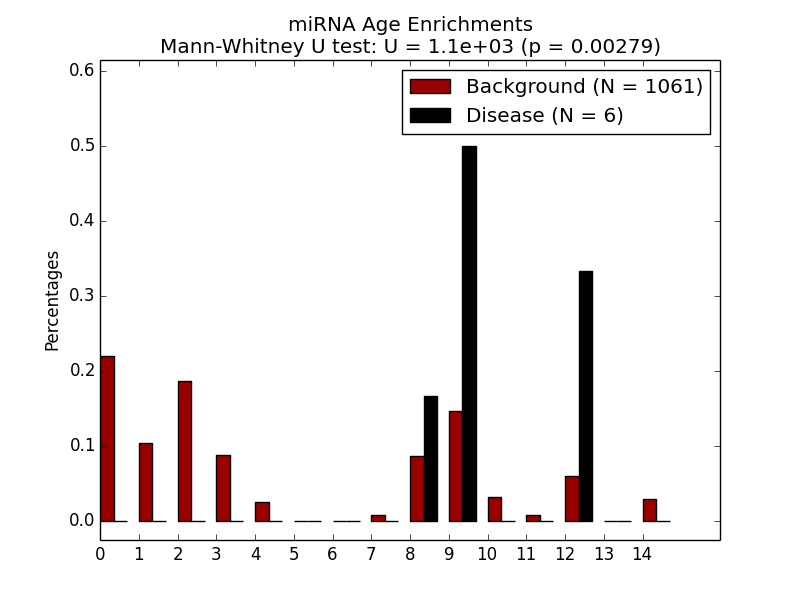 miRNA Age Enrichments
Mann-Whitney U test: U = 1.1e+03 (p = 0.00279)
Background (N = 1061)
Disease (N = 6)
Percentages
0.6
0.5
0.4
0.3
0.2
0.1
0.0
0 1 2 3 4 5 6 7 8 9 10 11 12 13 14